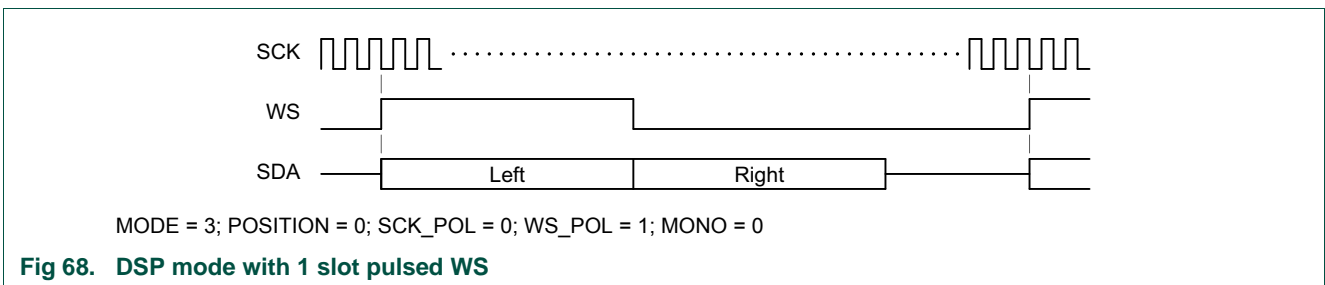 SCK
WS
SDA Left Right
MODE = 3; POSITION = 0; SCK_POL = 0; WS_POL = 1; MONO = 0
Fig 68. DSP mode with 1 slot pulsed WS